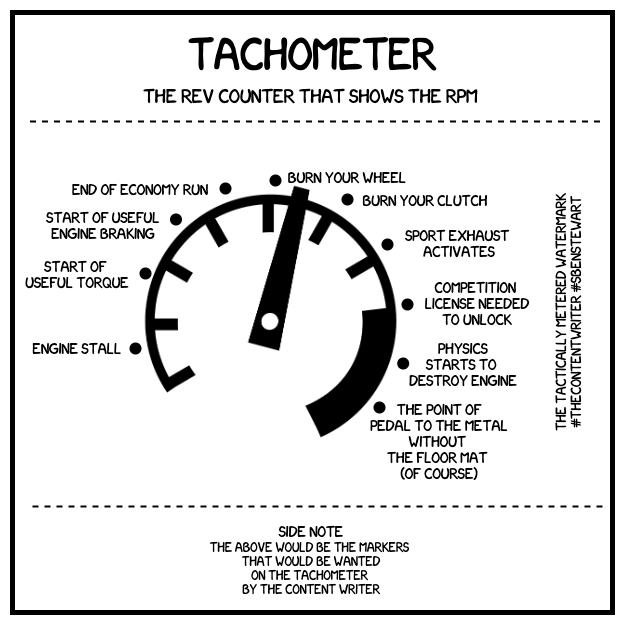 TACHOMETER
THE REV COUNTER THAT SHOWS THE RPM
BURN YOUR WHEEL
END OF ECONOMY RUN
BURN YOUR CLUTCH
START OF USEFUL
ENGINE BRAKING
SPORT EXHAUST
ACTIVATES
START OF
USEFUL TORQUE
COMPETITION
LICENSE NEEDED
TO UNLOCK
ENGINE STALL
PHYSICS
STARTS TO
DESTROY ENGINE
THE POINT OF
PEDAL TO THE METAL
WITHOUT
THE FLOOR MAT
(OF COURSE)
THE TACTICALLY METERED WATERMARK
#THECONTENTWRITER #SBENSTEWART
SIDE NOTE
THE ABOVE WOULD BE THE MARKERS
THAT WOULD BE WANTED
ON THE TACHOMETER
BY THE CONTENT WRITER